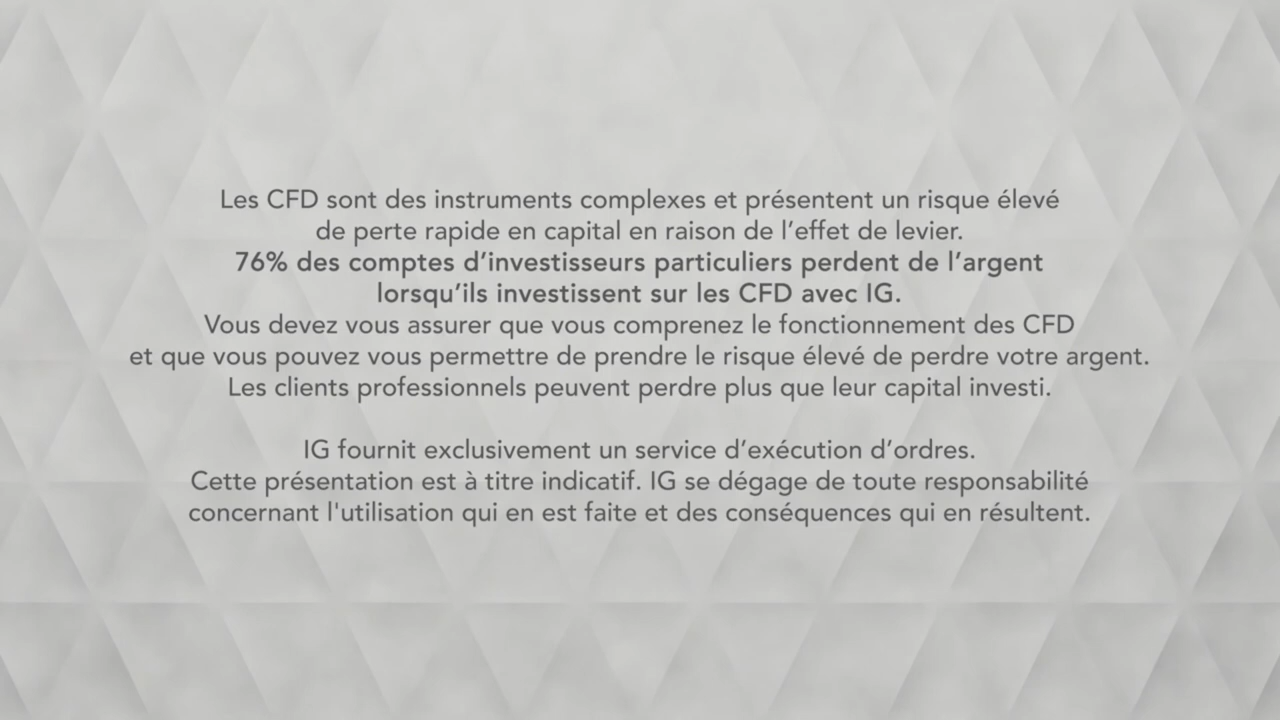 Les CFD sont des instruments complexes et présentent un risque élevé
de perte rapide en capital en raison de l’effet de levier.
76% des comptes d’investisseurs particuliers perdent de l’argent
lorsqu’ils investissent sur les CFD avec IG.
Vous devez vous assurer que vous comprenez le fonctionnement des CFD
et que vous pouvez vous permettre de prendre le risque élevé de perdre votre argent.
Les clients professionnels peuvent perdre plus que leur capital investi.
IG fournit exclusivement un service d’exécution d’ordres.
Cette présentation est à titre indicatif. IG se dégage de toute responsabilité
concernant l'utilisation qui en est faite et des conséquences qui en résultent.